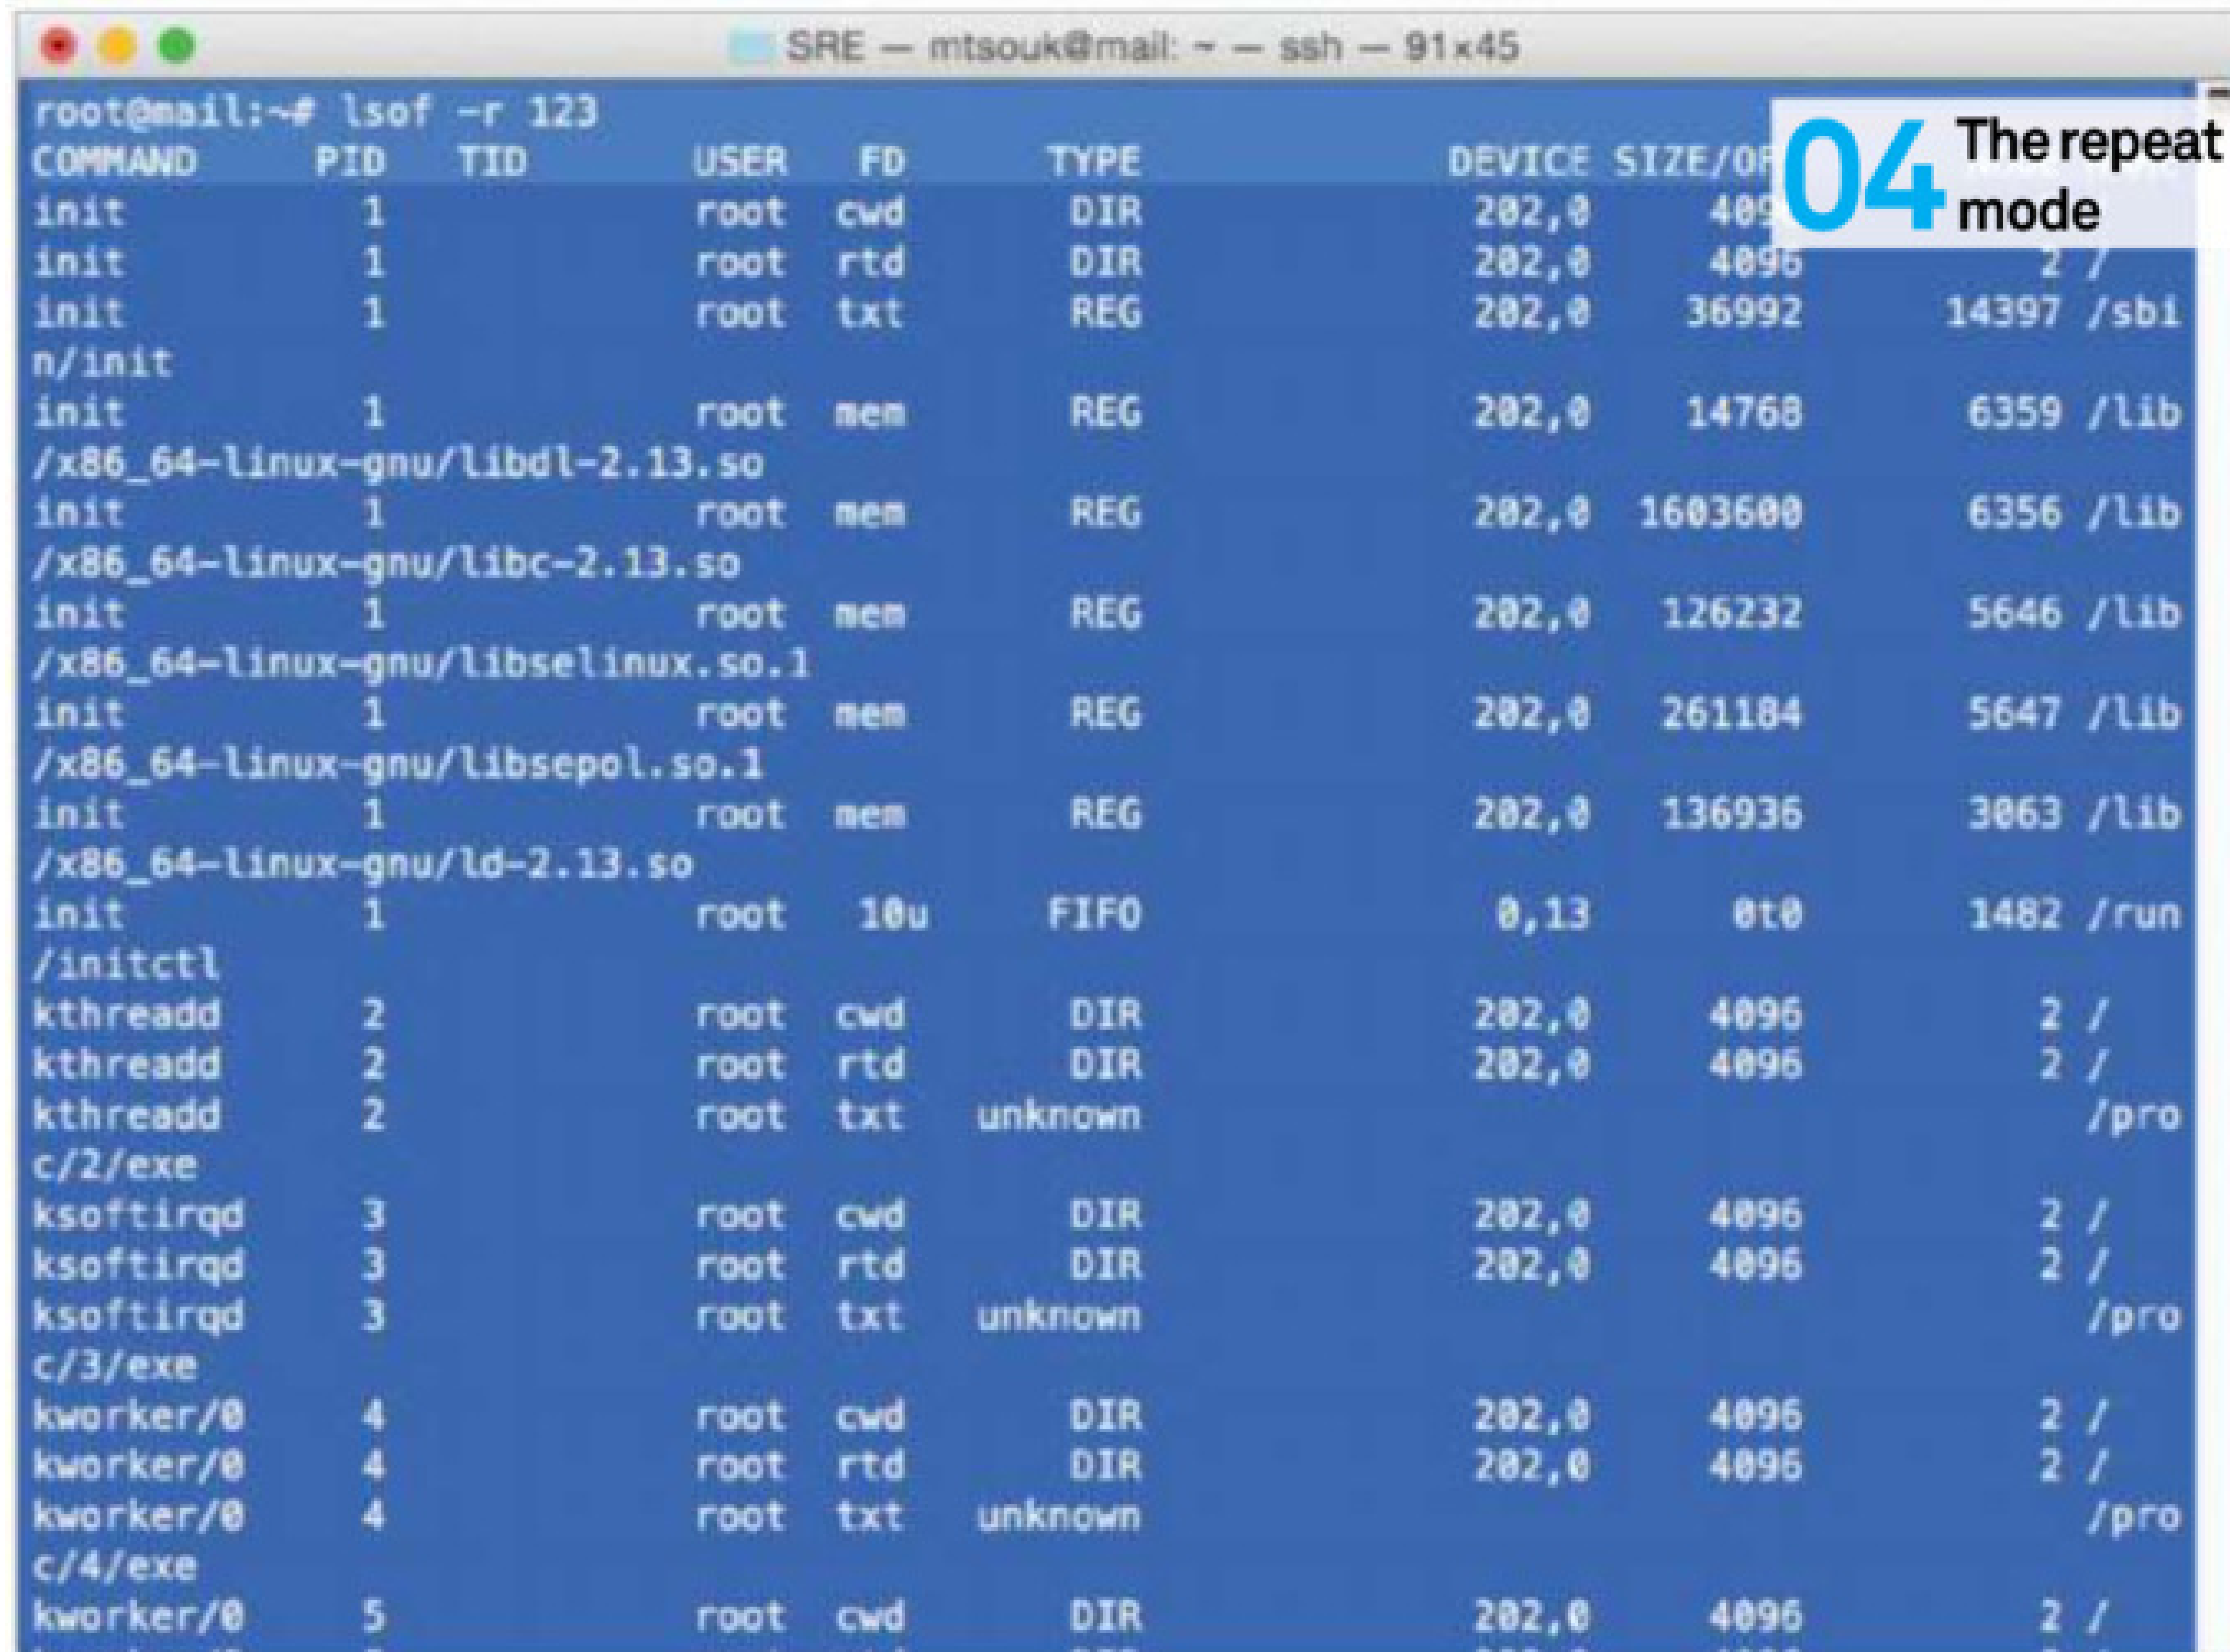 SRE — mtsouk@mail: ~ — ssh — 91×45
root@mail:~# lsof -r 123
04 The repeat
mode
COMMAND PID TID USER FD TYPE DEVICE
init 1 root cwd DIR 202,0
init 1 root rtd DIR 202,0 4096 2 /
init 1 root txt REG 202,0 36992 14397 /sbi
n/init
init 1 root mem REG 202,0 14768 6359 /lib
/x86_64-linux-gnu/libdl-2.13.so
init 1 root mem REG 202,0 1603600 6356 /lib
/x86_64-linux-gnu/libc-2.13.so
init 1 root mem REG 202,0 126232 5646 /lib
/x86_64-linux-gnu/libselinux.so.1
init 1 root mem REG 202,0 261184 5647 /lib
/x86_64-linux-gnu/libsepol.so.1
init 1 root mem REG 202,0 136936 3063 /lib
/x86_64-linux-gnu/ld-2.13.so
init 1 root 10u FIFO 0,13 0t0 1482 /run
/initctl
kthreadd 2 root cwd DIR 202,0 4096 2 /
kthreadd 2 root rtd DIR 202,0 4096 2 /
kthreadd 2 root txt unknown /pro
c/2/exe
ksoftirqd 3 root cwd DIR 202,0 4096 2 /
ksoftirqd 3 root rtd DIR 202,0 4096 2 /
ksoftirqd 3 root txt unknown /pro
c/3/exe
kworker/0 4 root cwd DIR 202,0 4096 2 /
kworker/0 4 root rtd DIR 202,0 4096 2 /
kworker/0 4 root txt unknown /pro
c/4/exe
kworker/0 5 root cwd DIR 202,0 4096 2 /